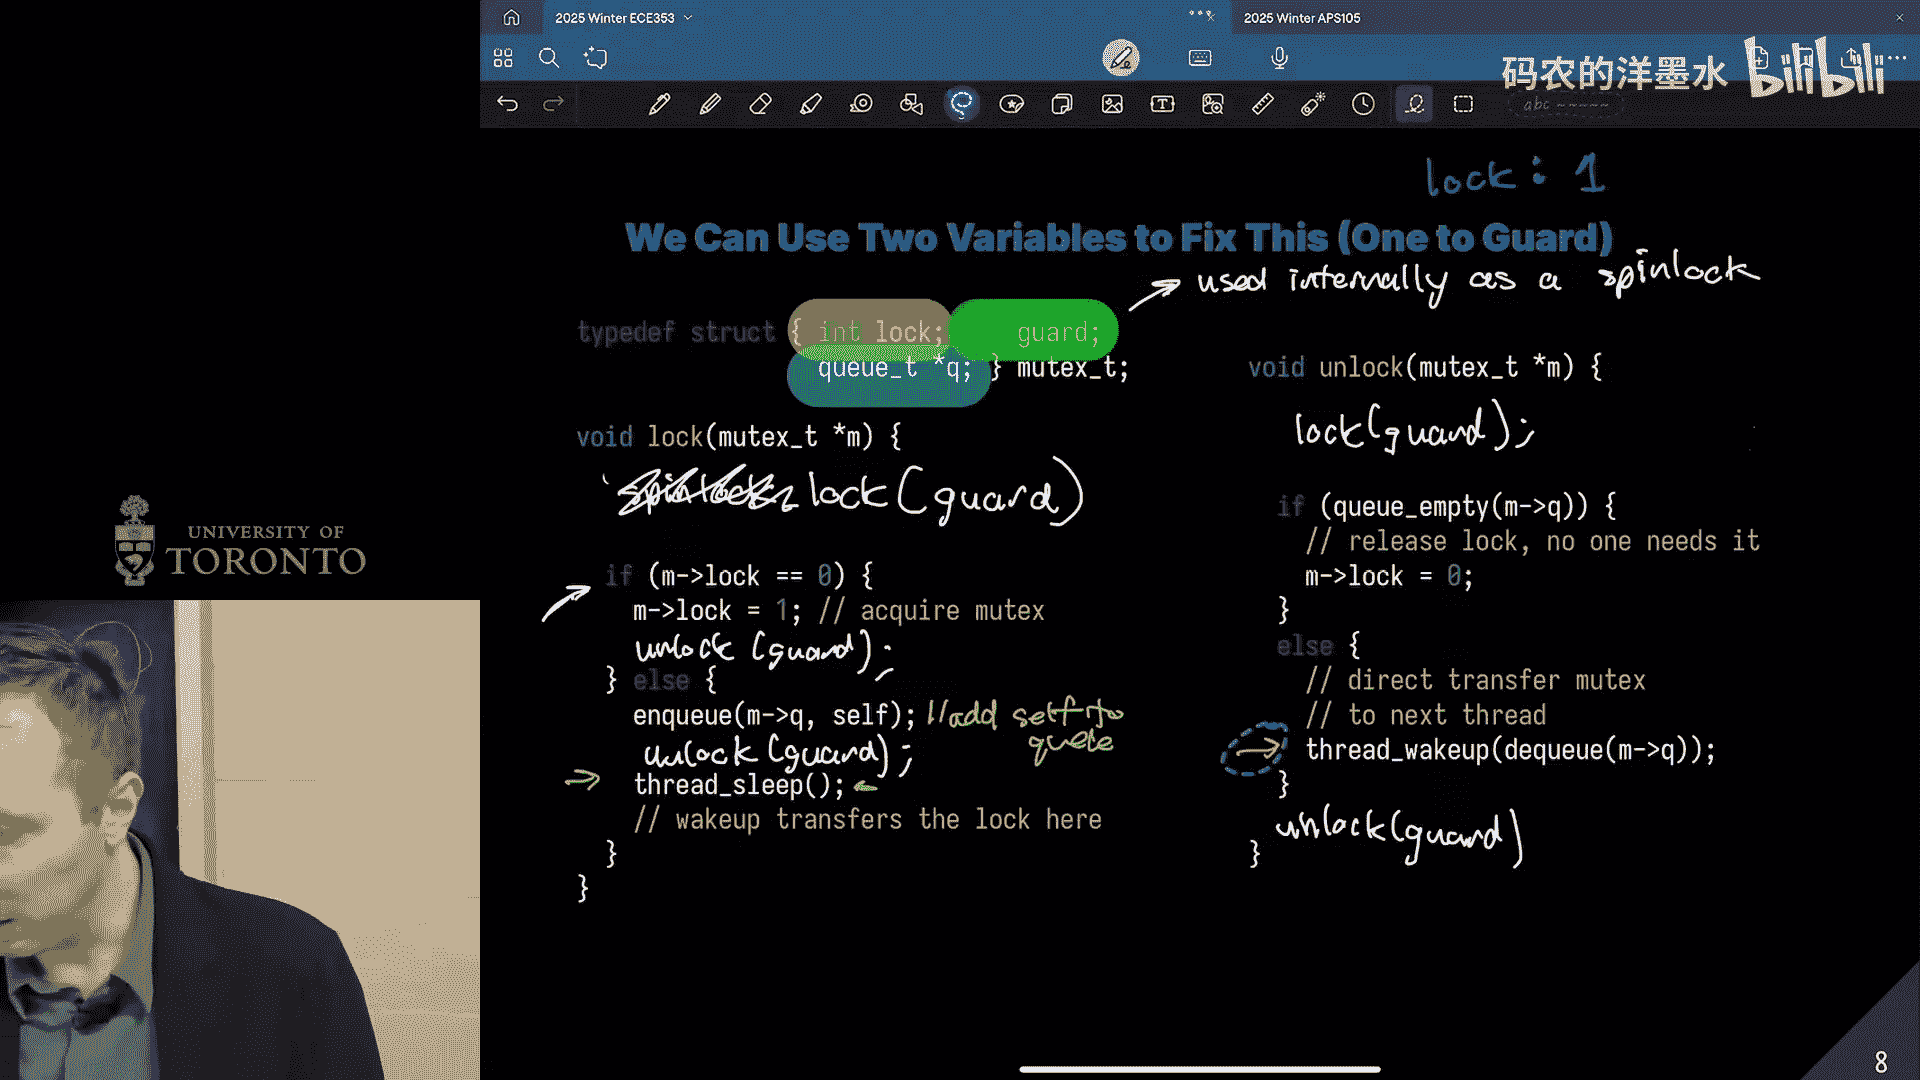 2025 Winter ECE353
2025 Winter APS105
码农的洋墨水 bilibili
abc
lock: 1
We Can Use Two Variables to Fix This (One to Guard)
used internally as a spinlock
typedef struct { int lock; guard;
queue_t *q; } mutex_t;
void lock(mutex_t *m) {
lock(guard)
if (m->lock == 0) {
m->lock = 1; // acquire mutex
unlock (guard);
} else {
enqueue(m->q, self); //add self to
queue
unlock (guard);
thread_sleep();
// wakeup transfers the lock here
}
}
void unlock(mutex_t *m) {
lock(guard);
if (queue_empty(m->q)) {
// release lock, no one needs it
m->lock = 0;
}
else {
// direct transfer mutex
// to next thread
thread_wakeup(dequeue(m->q));
}
unlock(guard)
}
UNIVERSITY OF
TORONTO
8